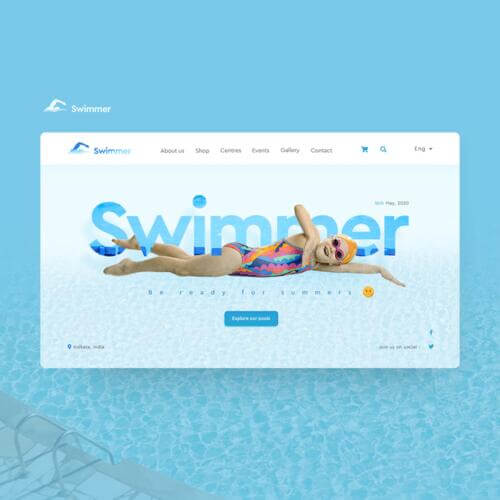 Swimmer
Swimmer About us Shop Centres Events Gallery Contact Eng
16th May, 2020
Swimmer
Be ready for summers
Explore our pools
Kolkata, India Join us on social :